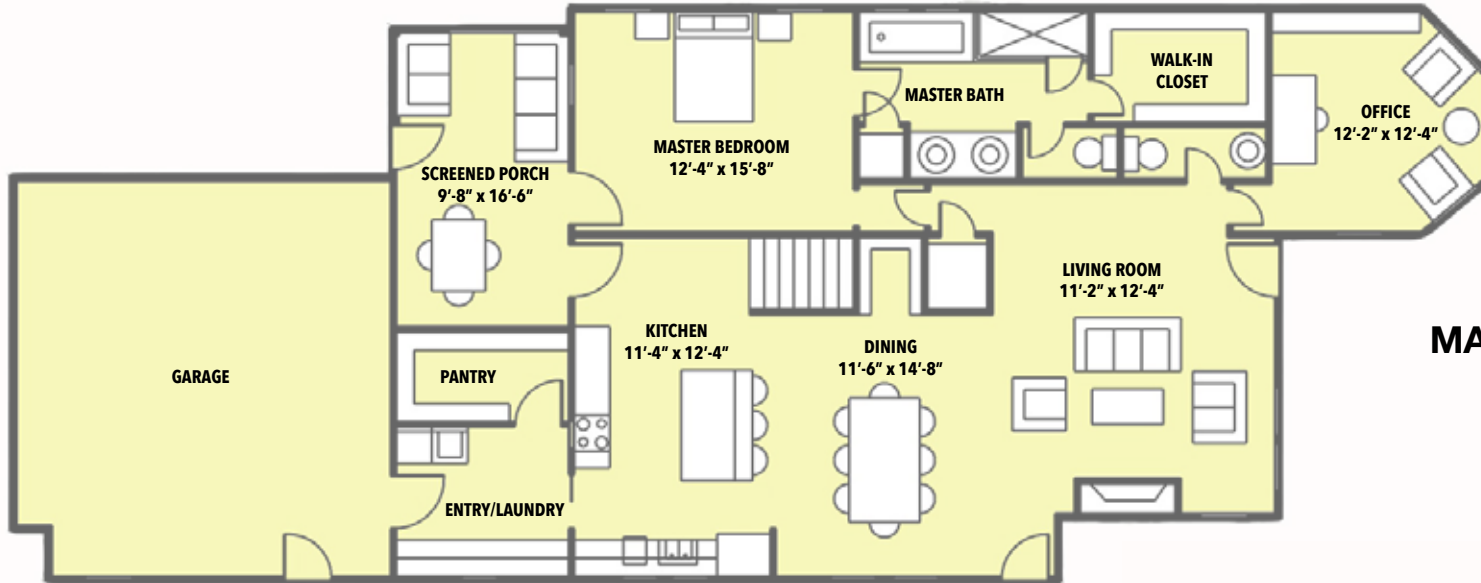 MASTER BEDROOM
12'-4" x 15'-8"
MASTER BATH
WALK-IN
CLOSET
OFFICE
12'-2" x 12'-4"
SCREENED PORCH
9'-8" x 16'-6"
LIVING ROOM
11'-2" x 12'-4"
KITCHEN
11'-4" x 12'-4"
DINING
11'-6" x 14'-8"
MA
GARAGE
PANTRY
ENTRY/LAUNDRY